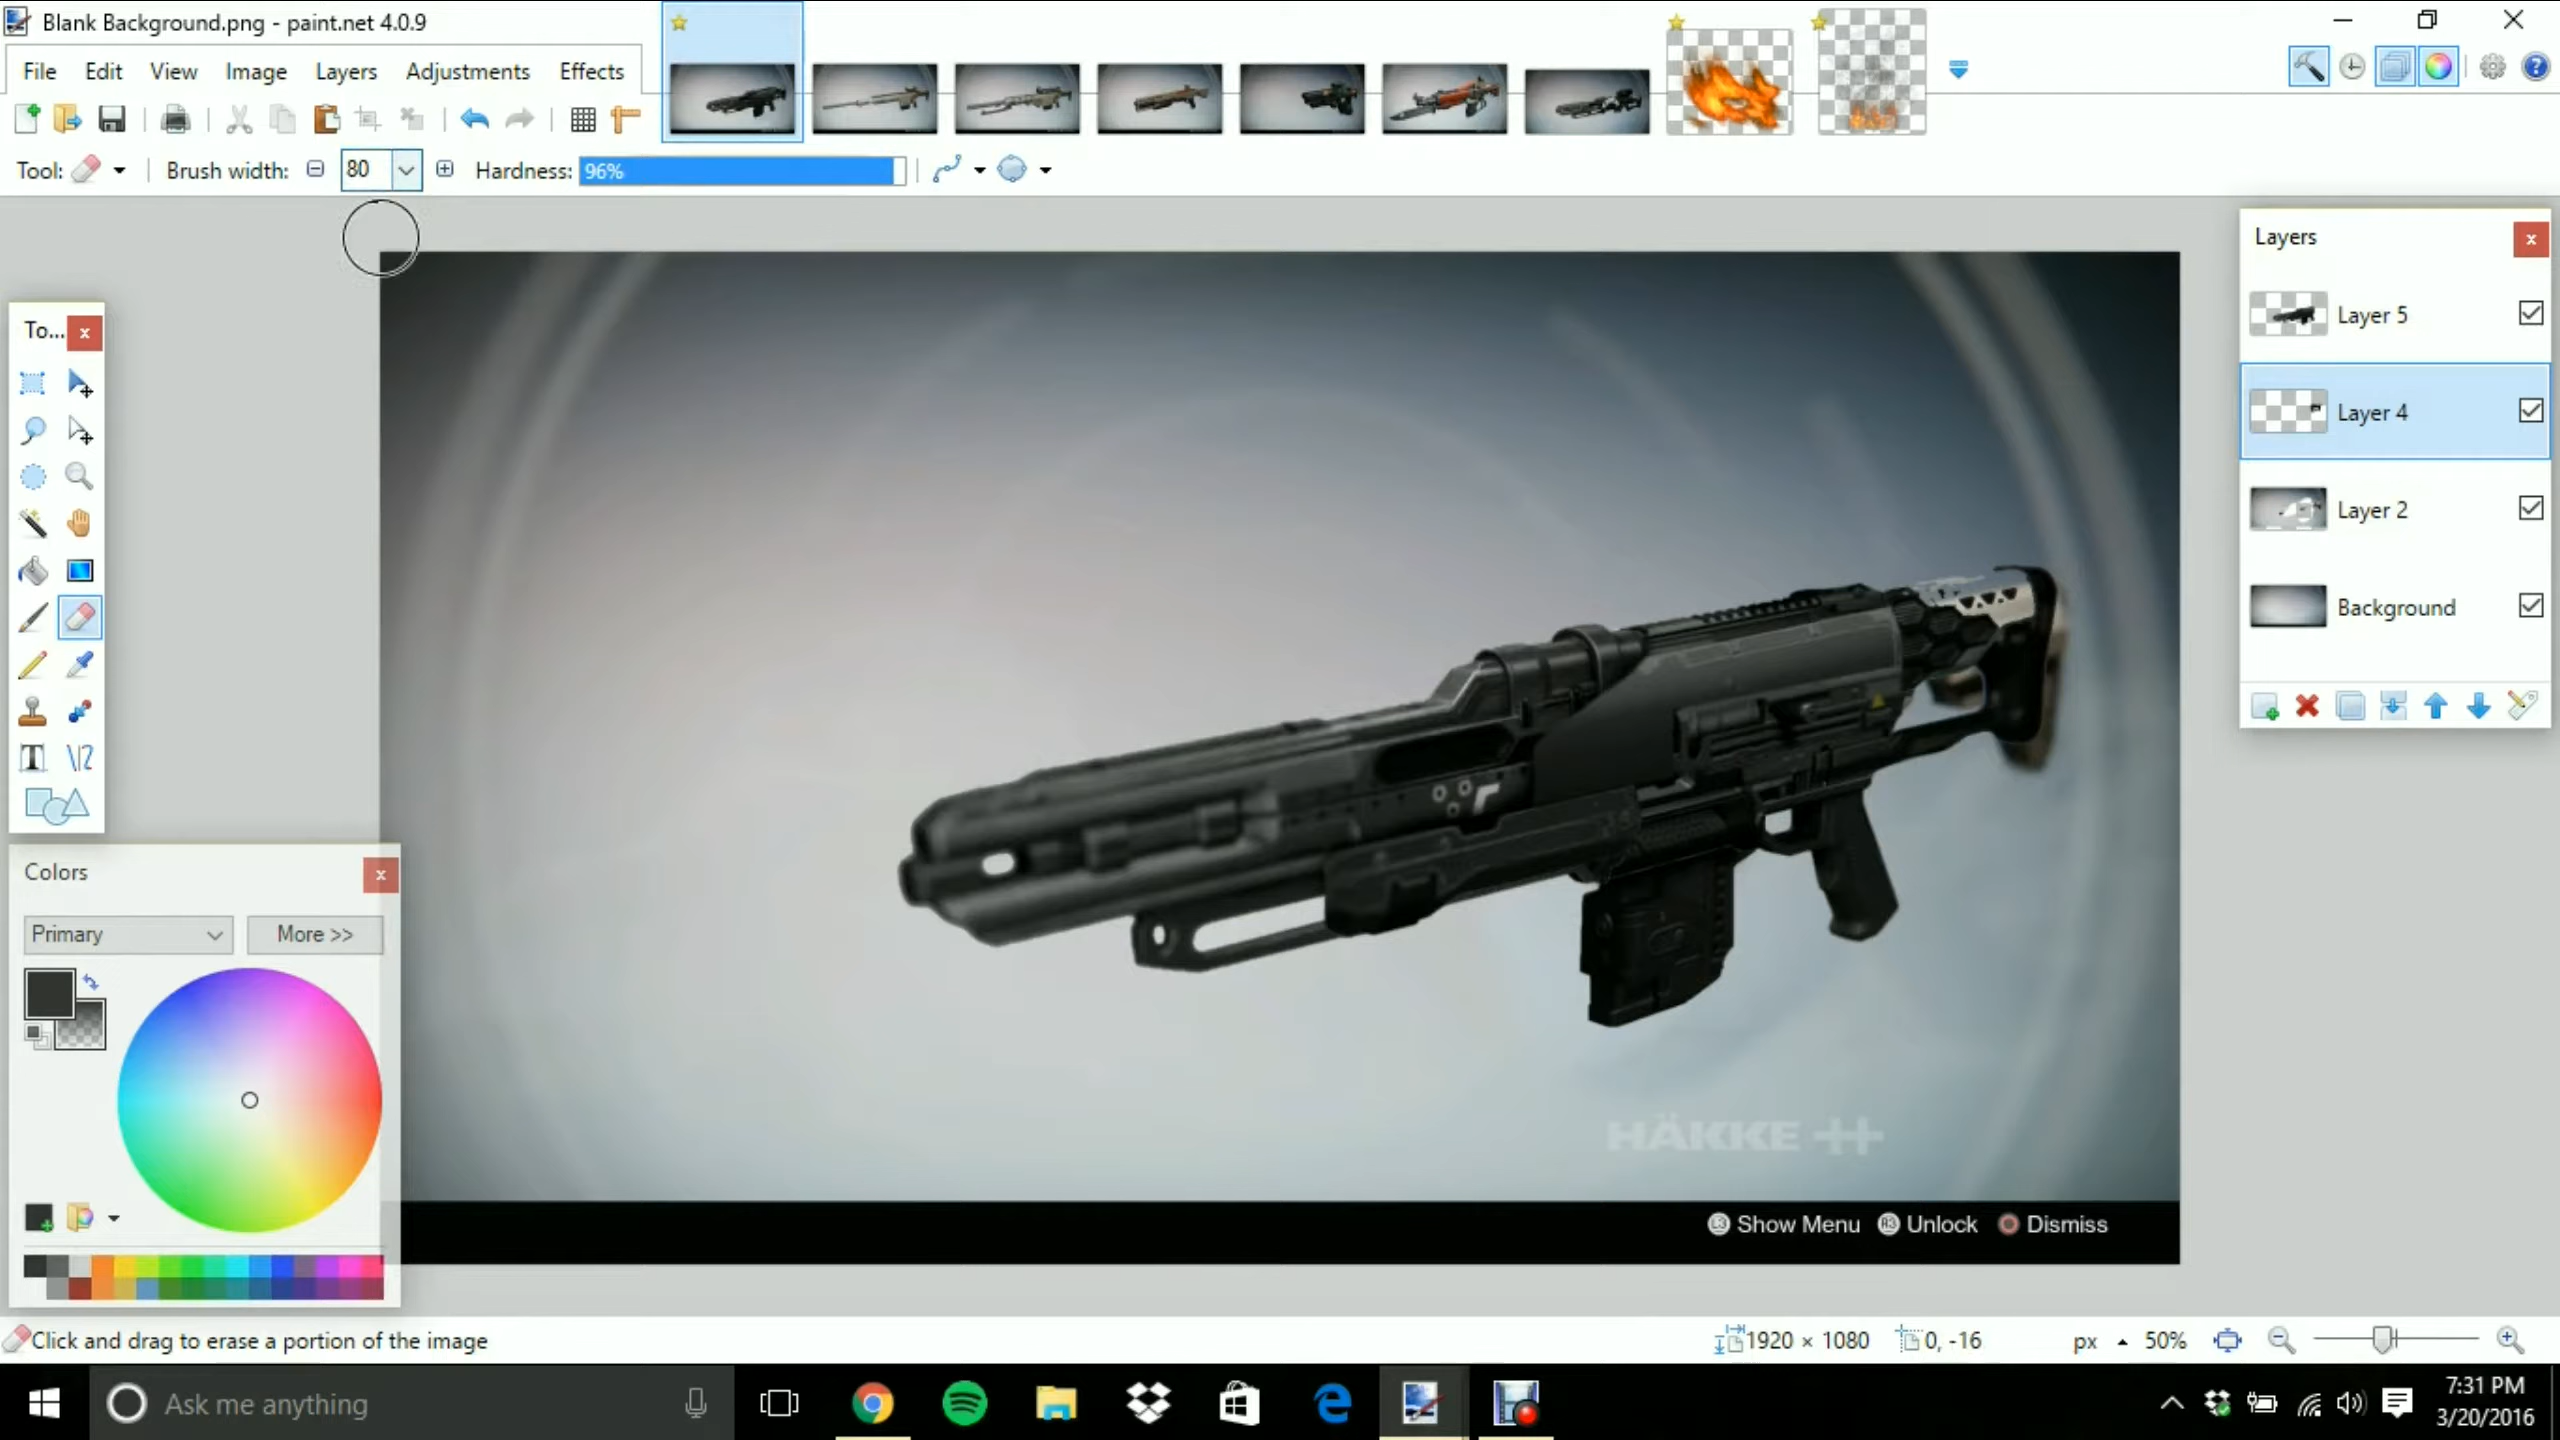 Blank Background.png - paint.net 4.0.9
File Edit View Image Layers Adjustments Effects
Tool: Brush width: 80 Hardness: 96%
To...
Layers
Layer 5
Layer 4
Layer 2
Background
Colors
Primary More >>
HÄKKE
L3 Show Menu R3 Unlock Dismiss
Click and drag to erase a portion of the image
1920 × 1080 0, -16 px 50%
Ask me anything
7:31 PM
3/20/2016